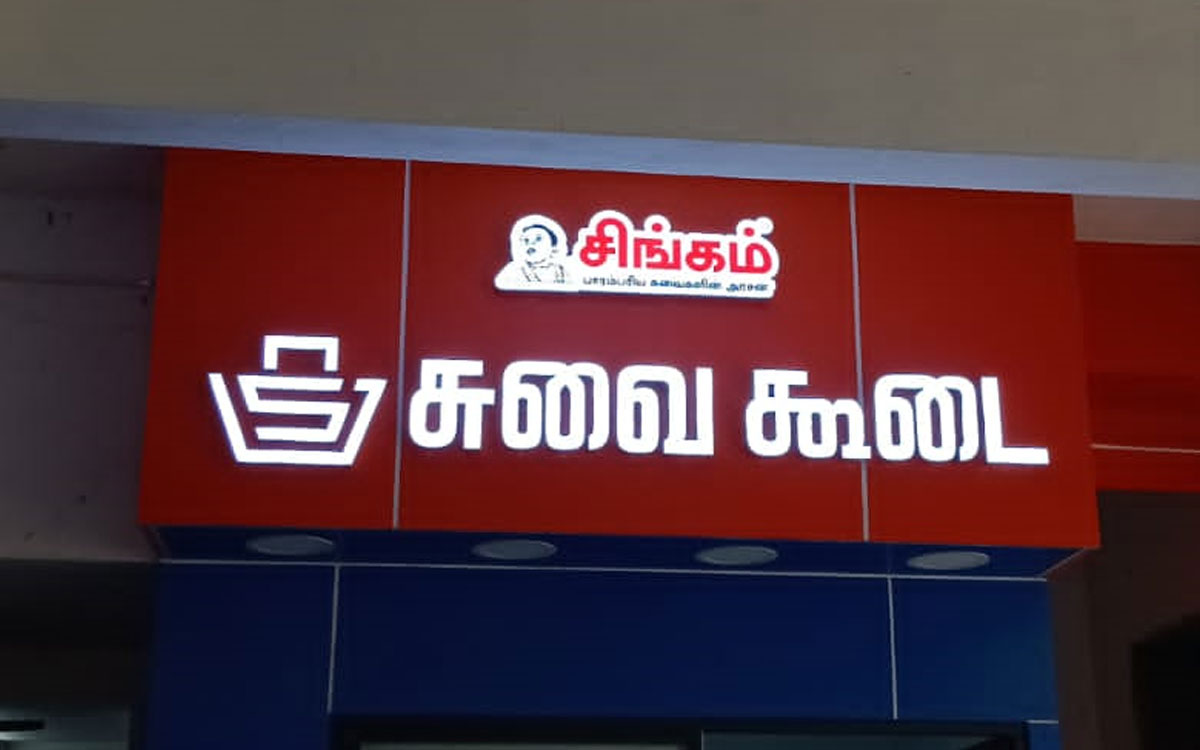 சிங்கம்
பாரம்பரிய சுவைகளின் அரசன்
சுவை கூடை